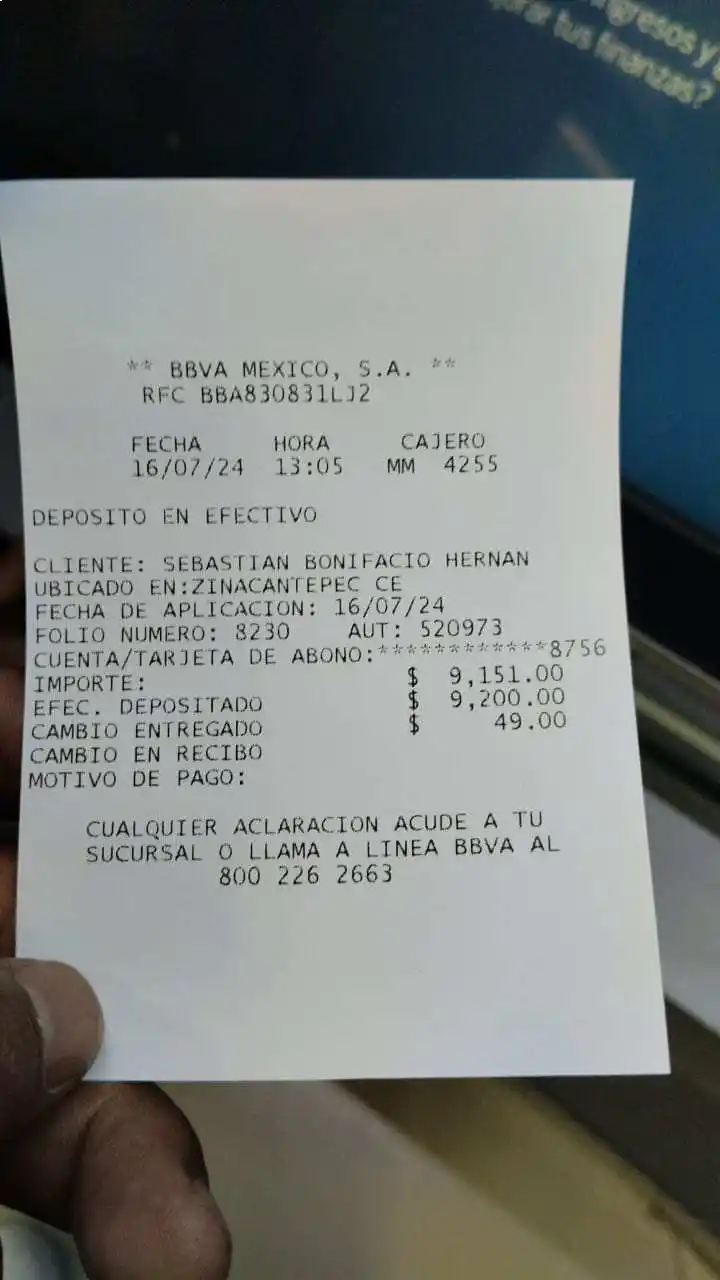 ingresos y
tus finanzas?
** BBVA MEXICO, S.A. **
RFC BBA830831LJ2
FECHA HORA CAJERO
16/07/24 13:05 MM 4255
DEPOSITO EN EFECTIVO
CLIENTE: SEBASTIAN BONIFACIO HERNAN
UBICADO EN:ZINACANTEPEC CE
FECHA DE APLICACION: 16/07/24
FOLIO NUMERO: 8230 AUT: 520973
CUENTA/TARJETA DE ABONO:************8756
IMPORTE: $ 9,151.00
EFEC. DEPOSITADO $ 9,200.00
CAMBIO ENTREGADO $ 49.00
CAMBIO EN RECIBO
MOTIVO DE PAGO:
CUALQUIER ACLARACION ACUDE A TU
SUCURSAL O LLAMA A LINEA BBVA AL
800 226 2663